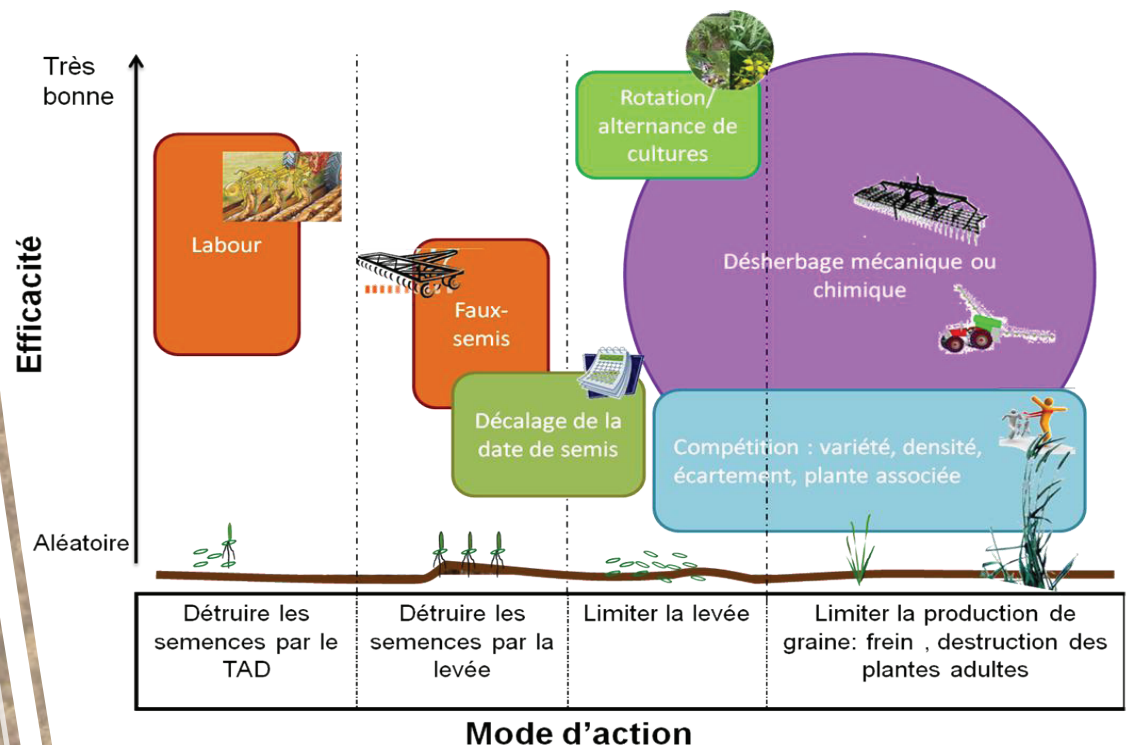 Très
bonne
Efficacité
Aléatoire
Labour
Faux-
semis
Décalage de la
date de semis
Rotation/
alternance de
cultures
Désherbage mécanique ou
chimique
Compétition : variété, densité,
écartement, plante associée
Détruire les
semences par le
TAD
Détruire les
semences par la
levée
Limiter la levée
Limiter la production de
graine: frein , destruction des
plantes adultes
Mode d'action